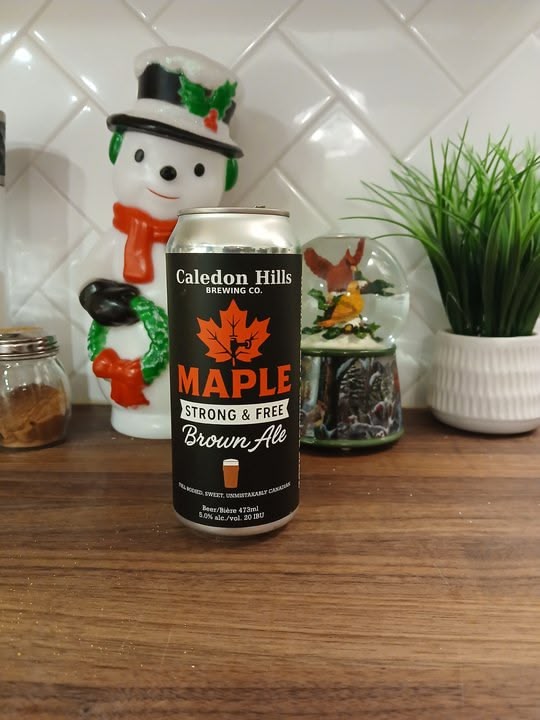 Caledon Hills
BREWING CO.
MAPLE
STRONG & FREE
Brown Ale
FULL-BODIED, SWEET, UNMISTAKABLY CANADIAN
Beer/Bière 473ml
5.0% alc./vol. 20 IBU